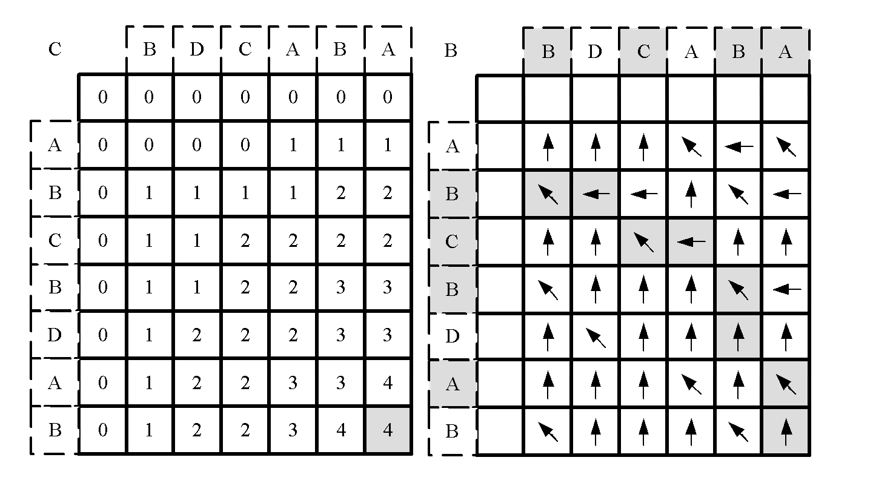 C B D C A B A B B D C A B A
0 0 0 0 0 0 0
A 0 0 0 0 1 1 1 A ↑ ↑ ↑ ↖ ← ↖
B 0 1 1 1 1 2 2 B ↖ ← ← ↑ ↖ ←
C 0 1 1 2 2 2 2 C ↑ ↑ ↖ ← ↑ ↑
B 0 1 1 2 2 3 3 B ↖ ↑ ↑ ↑ ↖ ←
D 0 1 2 2 2 3 3 D ↑ ↖ ↑ ↑ ↑ ↑
A 0 1 2 2 3 3 4 A ↑ ↑ ↑ ↖ ↑ ↖
B 0 1 2 2 3 4 4 B ↖ ↑ ↑ ↑ ↖ ↑